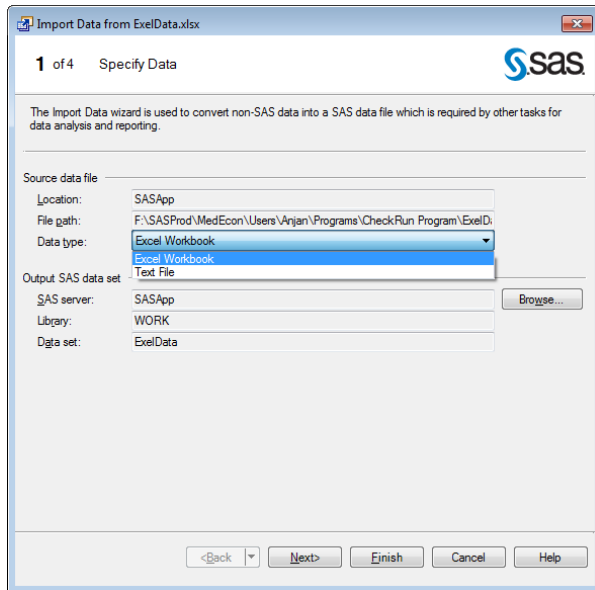 Import Data from ExelData.xlsx
1 of 4 Specify Data
sas
The Import Data wizard is used to convert non-SAS data into a SAS data file which is required by other tasks for
data analysis and reporting.
Source data file
Location: SASApp
File path: F:\SASProd\MedEcon\Users\Anjan\Programs\CheckRun Program\ExelDa
Data type: Excel Workbook
Excel Workbook
Text File
Output SAS data set
SAS server: SASApp Browse...
Library: WORK
Data set: ExelData
<Back Next> Finish Cancel Help